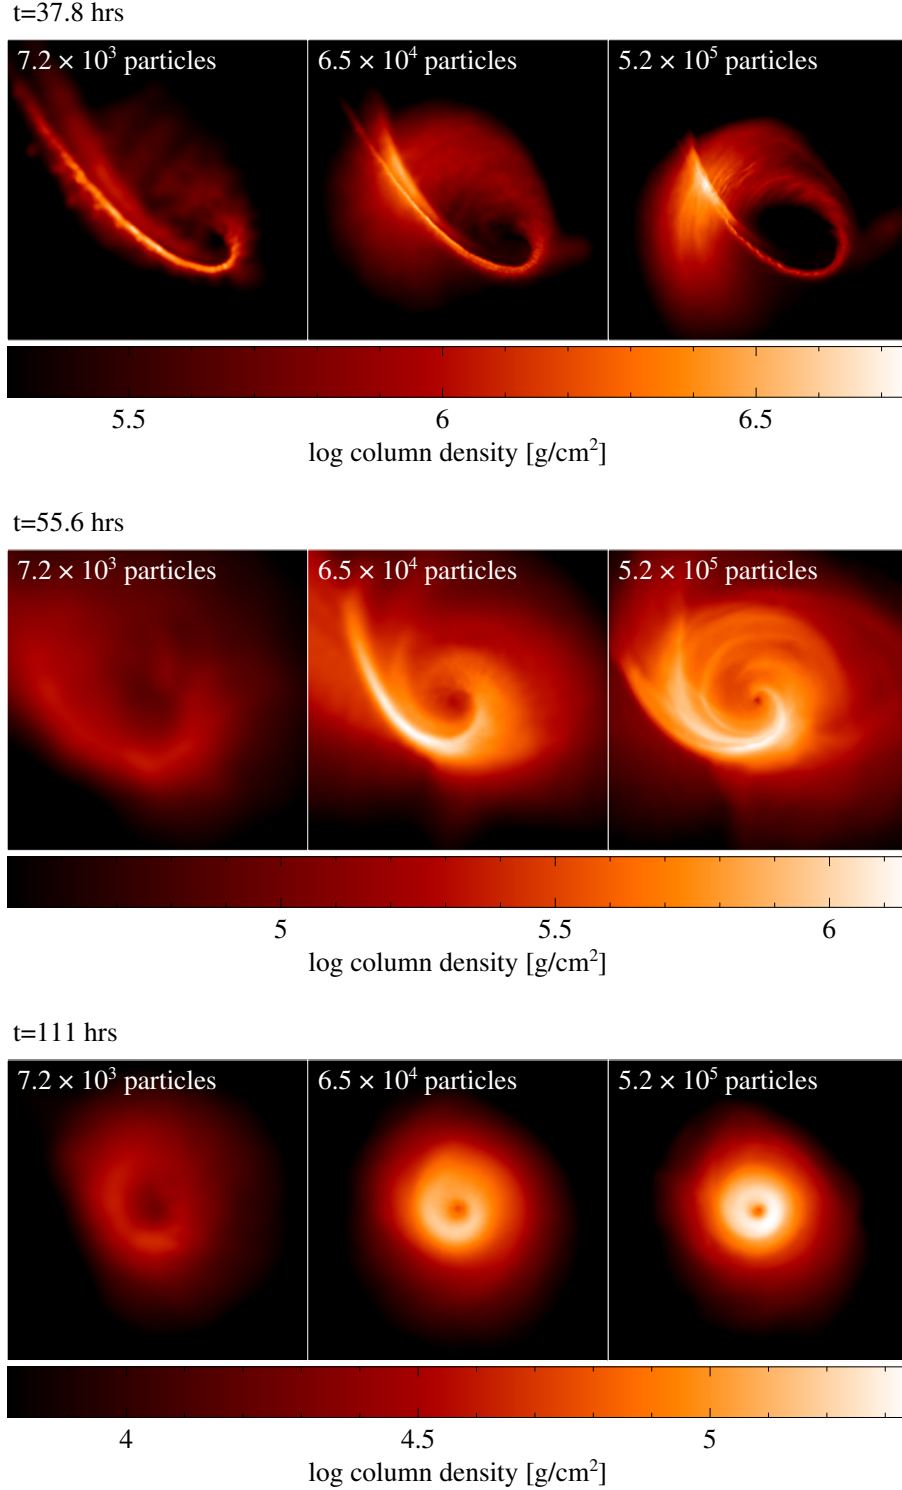 t=37.8 hrs
7.2 × 10³ particles
6.5 × 10⁴ particles
5.2 × 10⁵ particles
5.5
6
6.5
log column density [g/cm²]
t=55.6 hrs
7.2 × 10³ particles
6.5 × 10⁴ particles
5.2 × 10⁵ particles
5
5.5
6
log column density [g/cm²]
t=111 hrs
7.2 × 10³ particles
6.5 × 10⁴ particles
5.2 × 10⁵ particles
4
4.5
5
log column density [g/cm²]